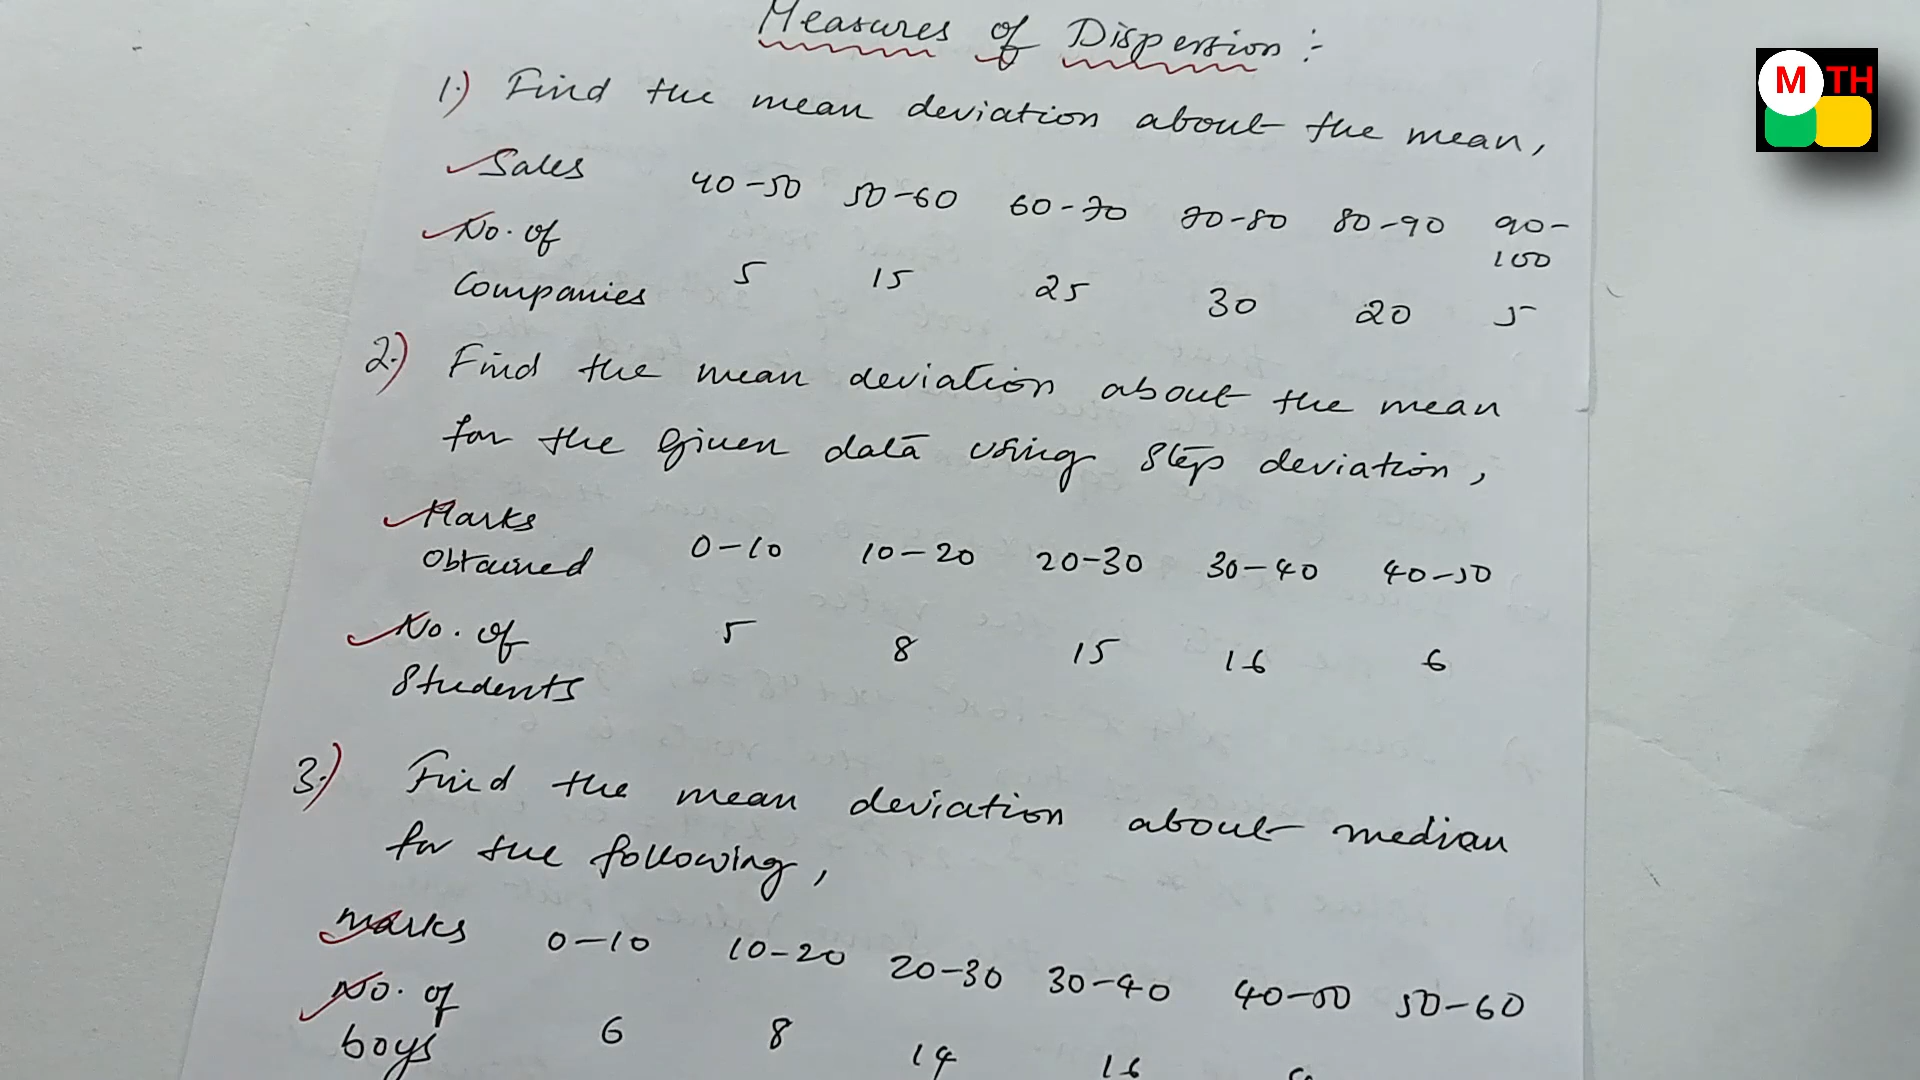 Measures of Dispersion :-
M TH
1.) Find the mean deviation about the mean,
Sales 40-50 50-60 60-70 70-80 80-90 90-
100
No. of
Companies 5 15 25 30 20 5
2.) Find the mean deviation about the mean
for the given data using step deviation,
Marks
Obtained 0-10 10-20 20-30 30-40 40-50
No. of
Students 5 8 15 16 6
3.) Find the mean deviation about median
for the following,
marks 0-10 10-20 20-30 30-40 40-50 50-60
No. of
boys 6 8 14 16